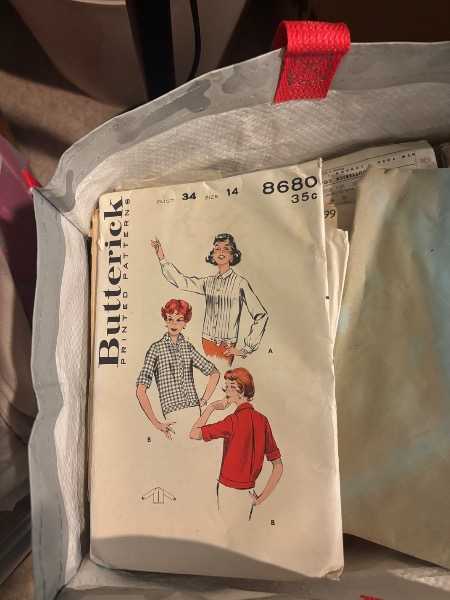 BUST 34 SIZE 14 8680
35c
Butterick
PRINTED PATTERNS
A
B
B